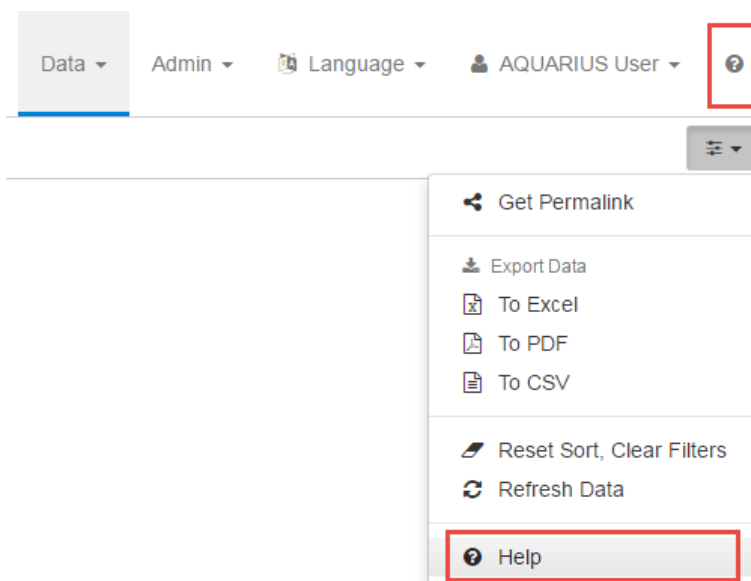 Data Admin Language AQUARIUS User
Get Permalink
Export Data
To Excel
To PDF
To CSV
Reset Sort, Clear Filters
Refresh Data
Help